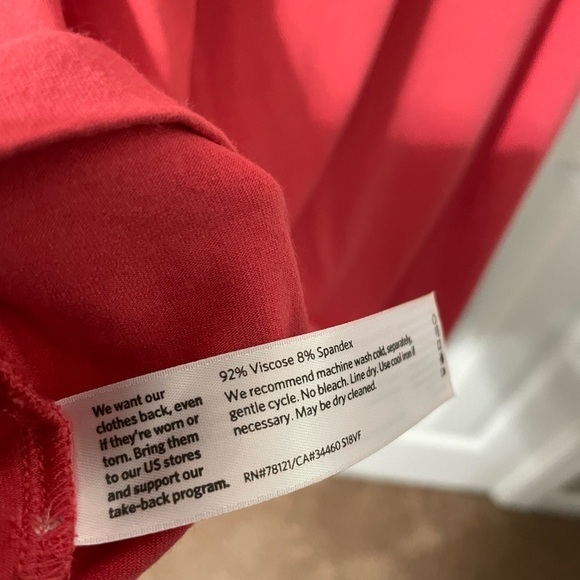 We want our
clothes back, even
if they're worn or
torn. Bring them
to our US stores
and support our
take-back program.
92% Viscose 8% Spandex
We recommend machine wash cold, separately,
gentle cycle. No bleach. Line dry. Use cool iron if
necessary. May be dry cleaned.
RN#78121/CA#34460 S18VF